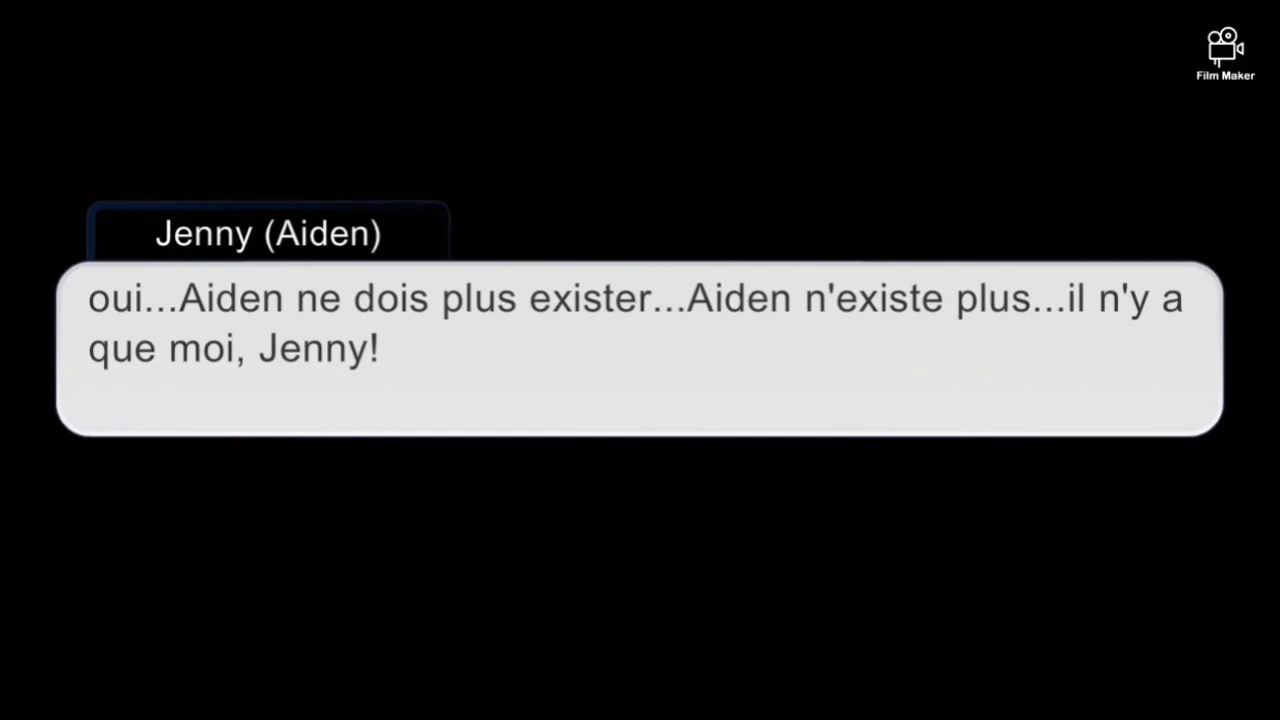 Film Maker
Jenny (Aiden)
oui...Aiden ne dois plus exister...Aiden n'existe plus...il n'y a
que moi, Jenny!